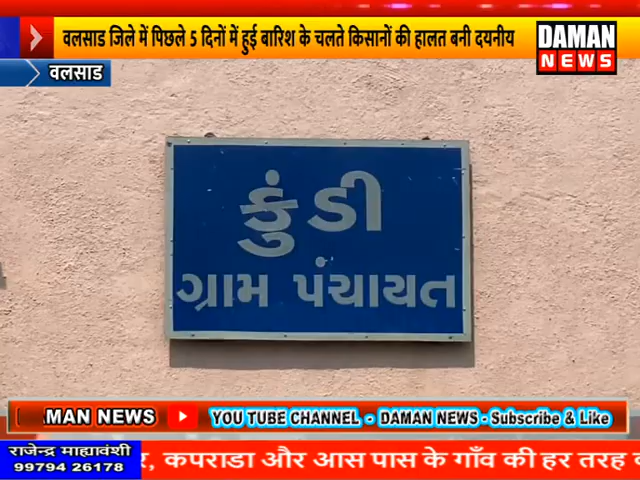 वलसाड जिले में पिछले 5 दिनों में हुई बारिश के चलते किसानों की हालत बनी दयनीय
DAMAN
NEWS
वलसाड
કુંડી
ગ્રામ પંચાયત
MAN NEWS
YOU TUBE CHANNEL - DAMAN NEWS - Subscribe & Like
राजेन्द्र माह्यावंशी
99794 26178
कपराडा और आस पास के गाँव की हर तरह